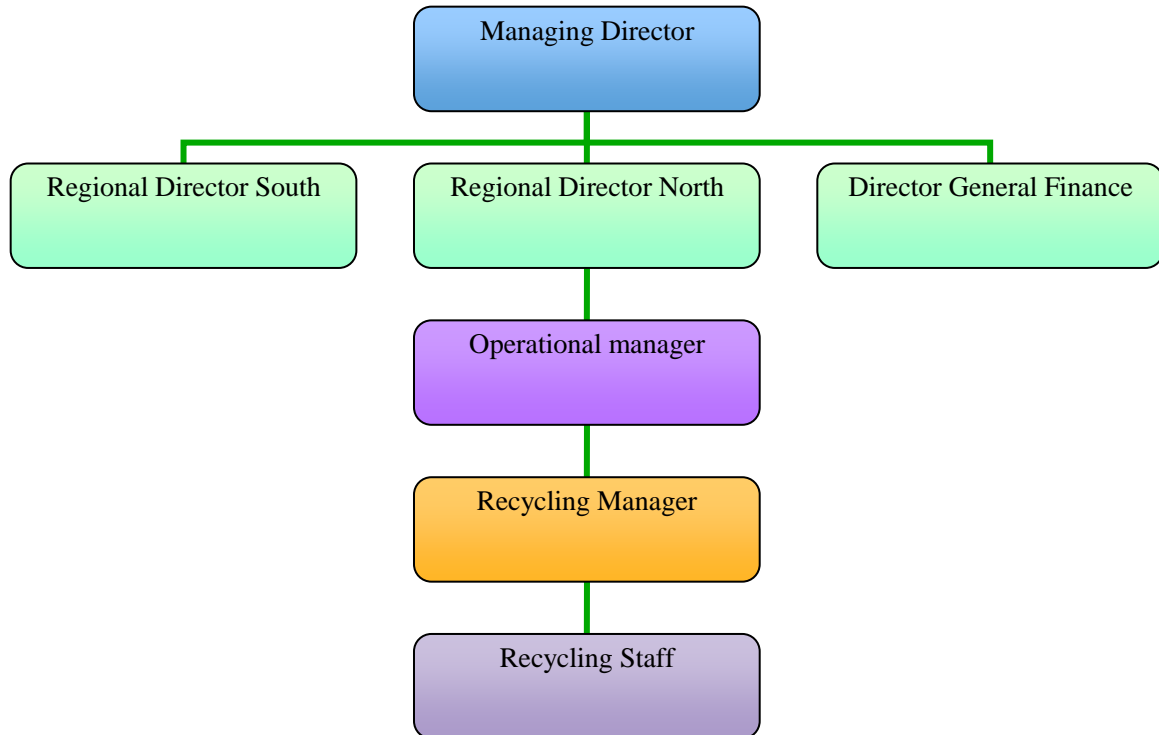 Managing Director
Regional Director South
Regional Director North
Director General Finance
Operational manager
Recycling Manager
Recycling Staff